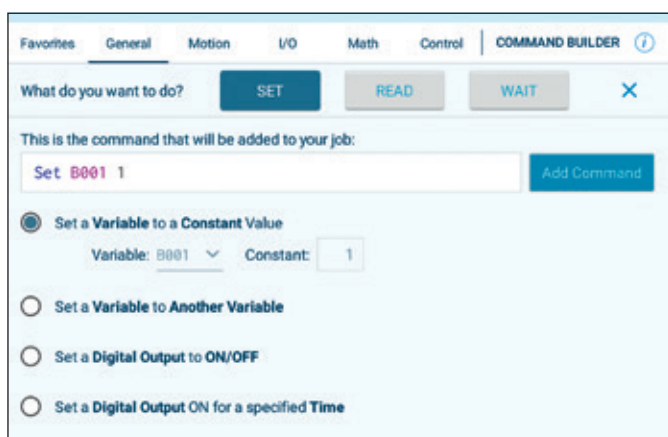 Favorites General Motion I/O Math Control COMMAND BUILDER i
What do you want to do? SET READ WAIT X
This is the command that will be added to your job:
Set B001 1 Add Command
Set a Variable to a Constant Value
Variable: B001 Constant: 1
Set a Variable to Another Variable
Set a Digital Output to ON/OFF
Set a Digital Output ON for a specified Time